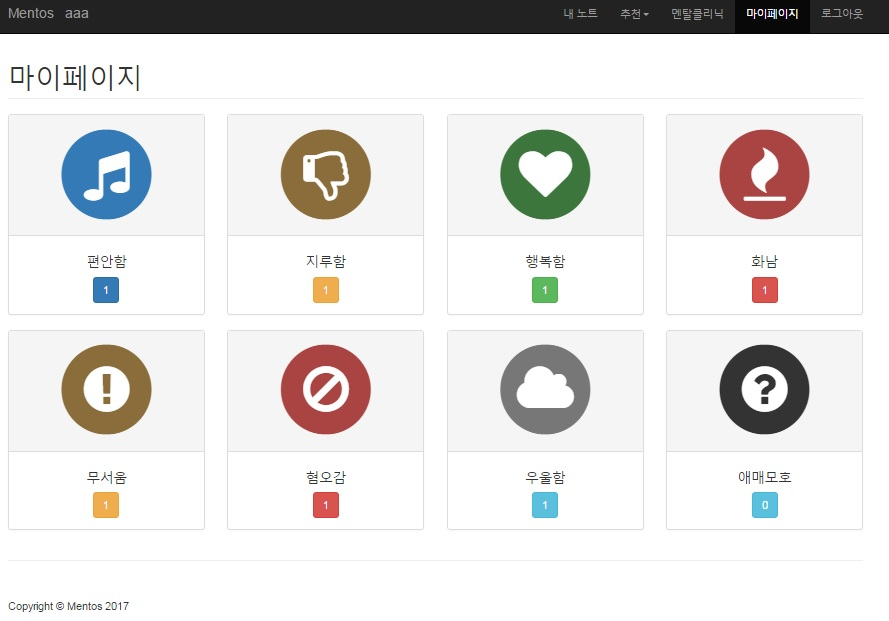 Mentos aaa 내 노트 추천 멘탈클리닉 마이페이지 로그아웃
마이페이지
편안함 지루함 행복함 화남
1 1 1 1
무서움 혐오감 우울함 애매모호
1 1 1 0
Copyright © Mentos 2017